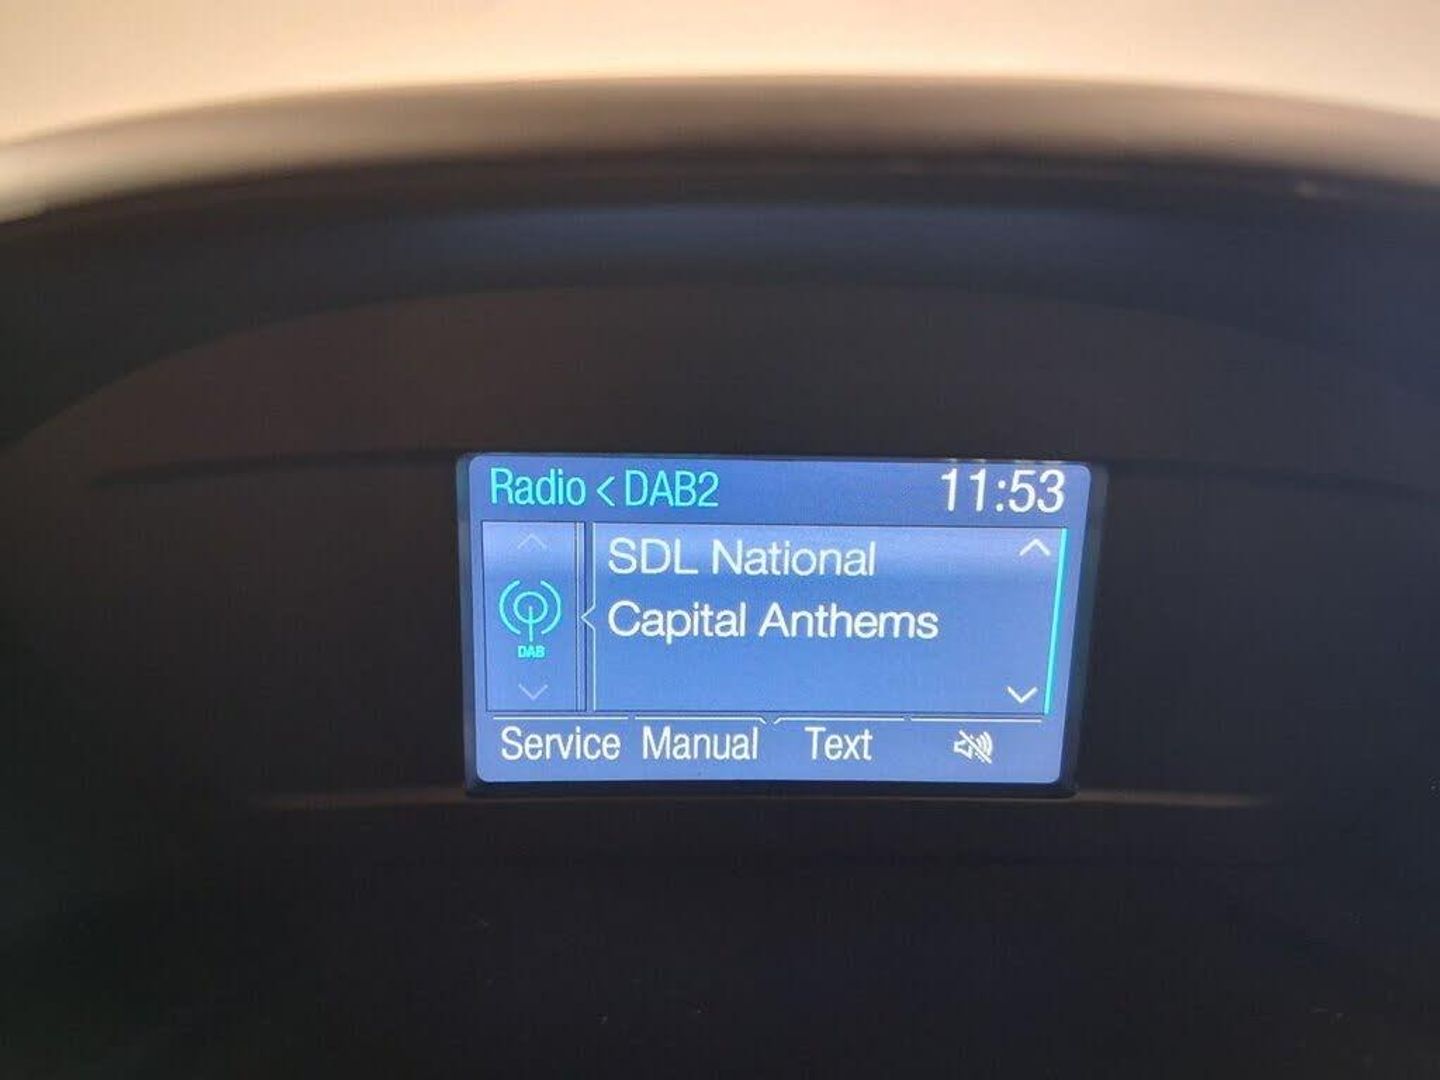 Radio < DAB2 11:53
SDL National
Capital Anthems
DAB
Service Manual Text